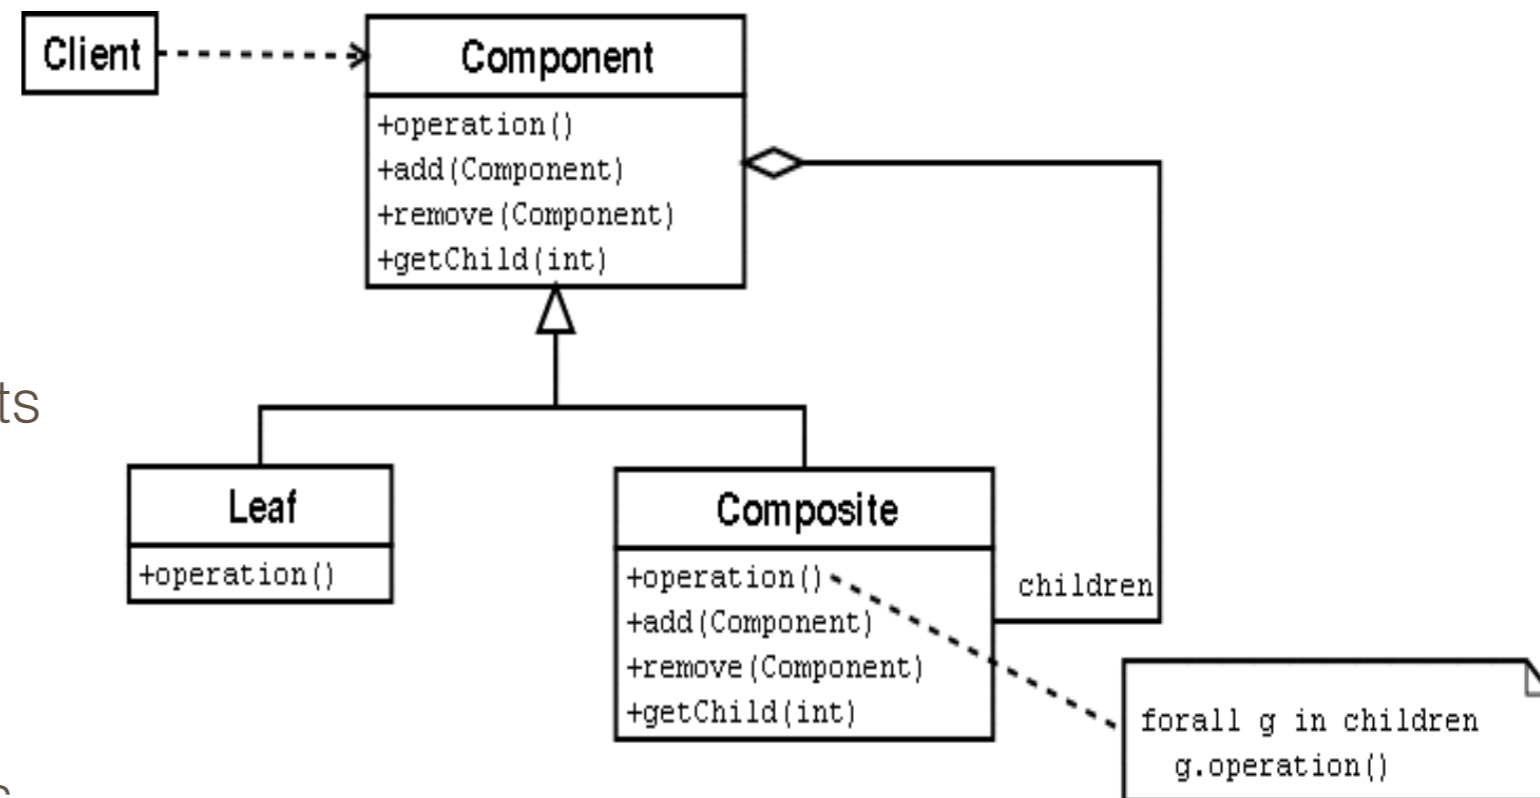 Client
Component
+operation()
+add(Component)
+remove(Component)
+getChild(int)
ts
Leaf
+operation()
Composite
+operation()
+add(Component)
+remove(Component)
+getChild(int)
children
forall g in children
g.operation()